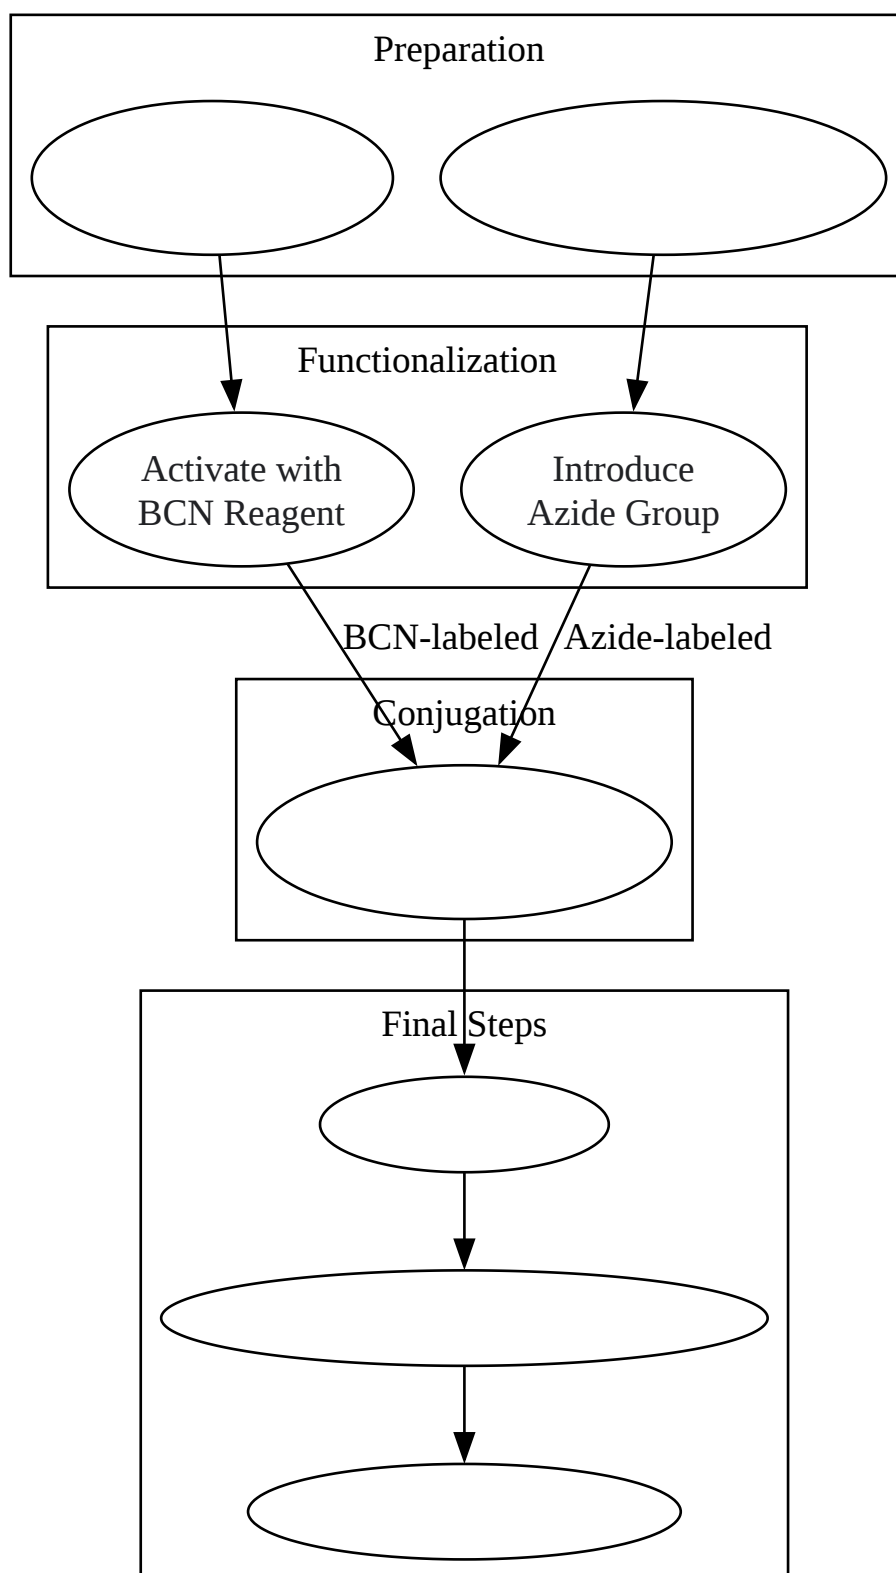 Preparation
Functionalization
Activate with
BCN Reagent
Introduce
Azide Group
BCN-labeled
Azide-labeled
Conjugation
Final Steps